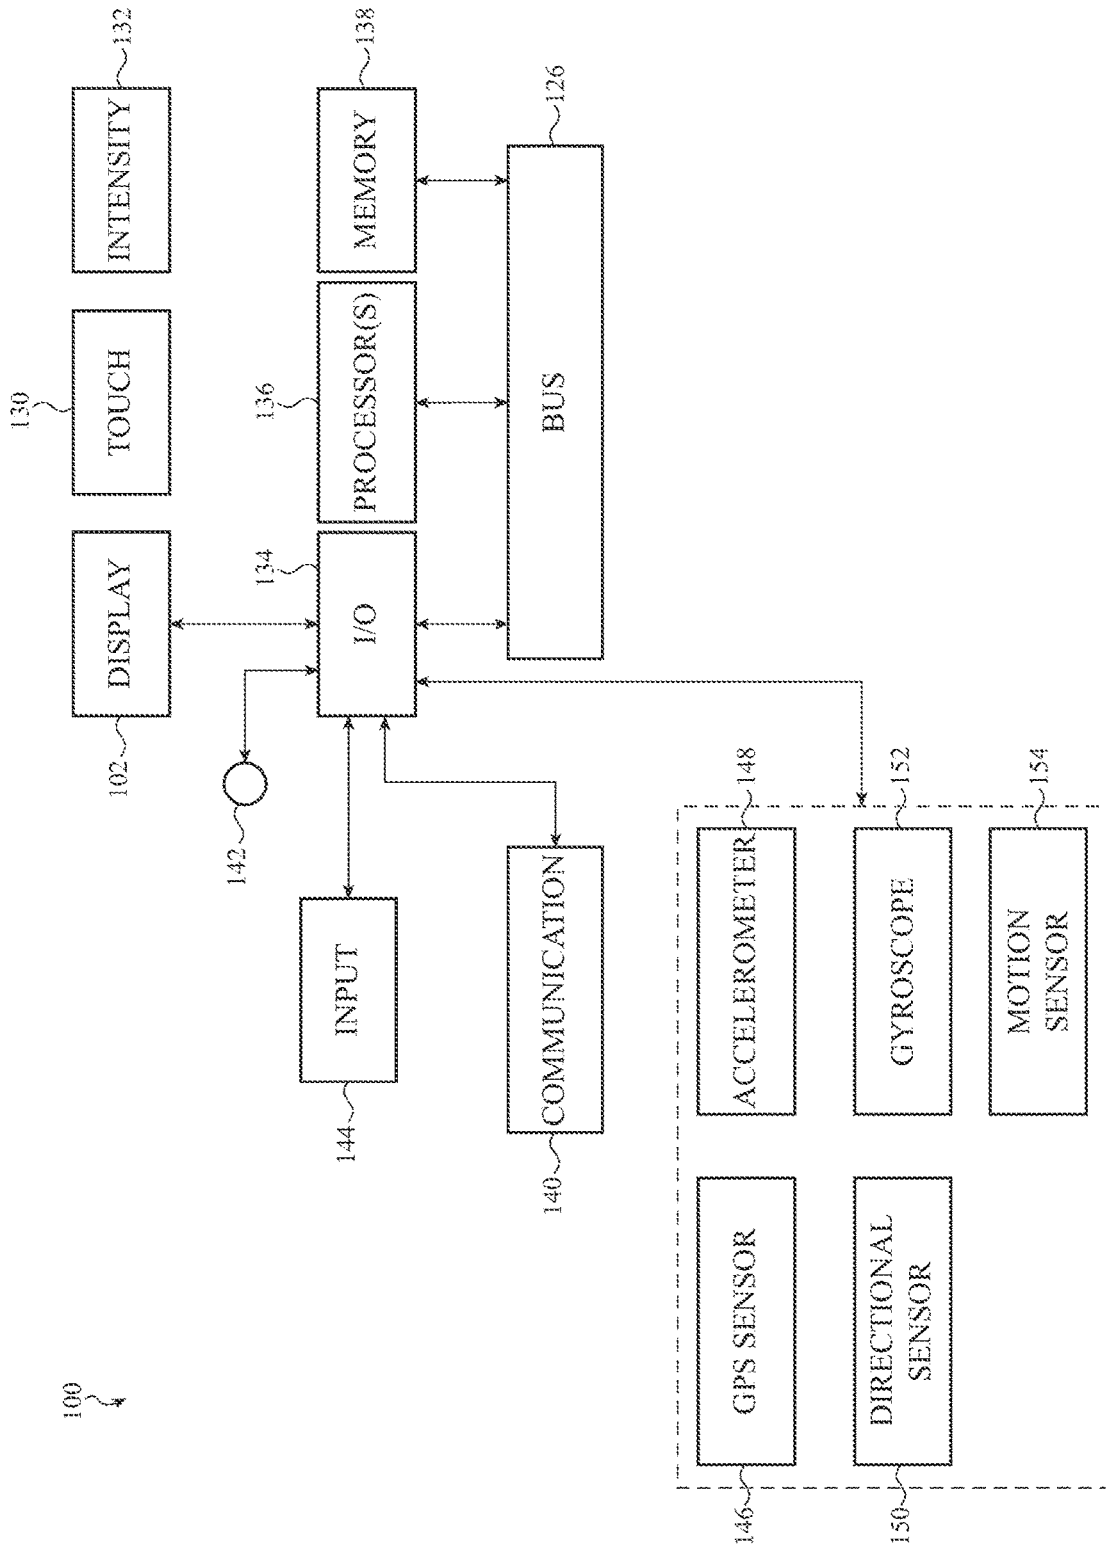 130
100
102
DISPLAY
TOUCH
INTENSITY
132
142
134
136
144
INPUT
I/O
PROCESSOR(S)
MEMORY
138
140
COMMUNICATION
BUS
126
146
GPS SENSOR
ACCELEROMETER
148
150
DIRECTIONAL
SENSOR
GYROSCOPE
152
MOTION
SENSOR
154